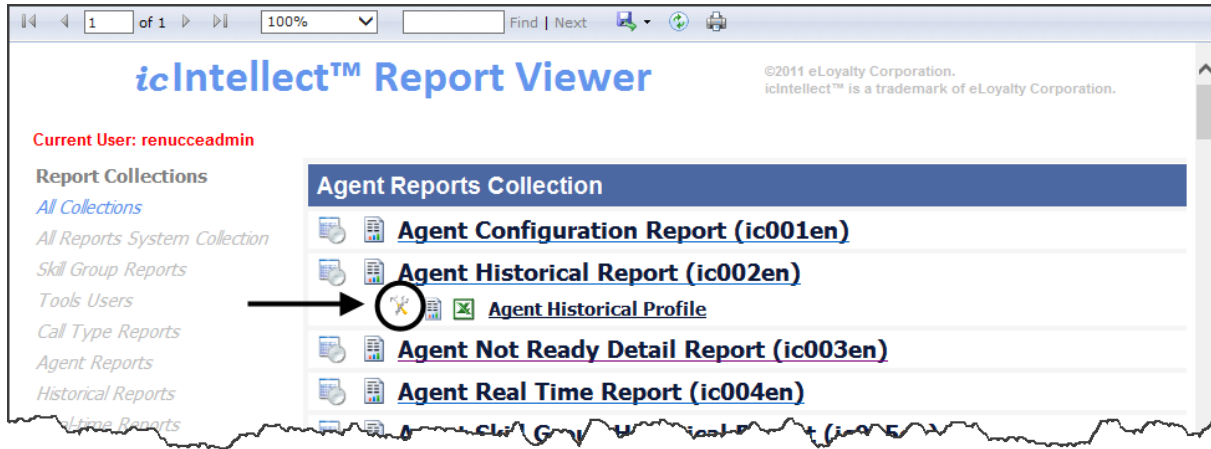 1 of 1 100% Find | Next
icIntellect™ Report Viewer
©2011 eLoyalty Corporation.
icIntellect™ is a trademark of eLoyalty Corporation.
Current User: renucceadmin
Report Collections
All Collections
All Reports System Collection
Skill Group Reports
Tools Users
Call Type Reports
Agent Reports
Historical Reports
Reports
Agent Reports Collection
Agent Configuration Report (ic001en)
Agent Historical Report (ic002en)
Agent Historical Profile
Agent Not Ready Detail Report (ic003en)
Agent Real Time Report (ic004en)